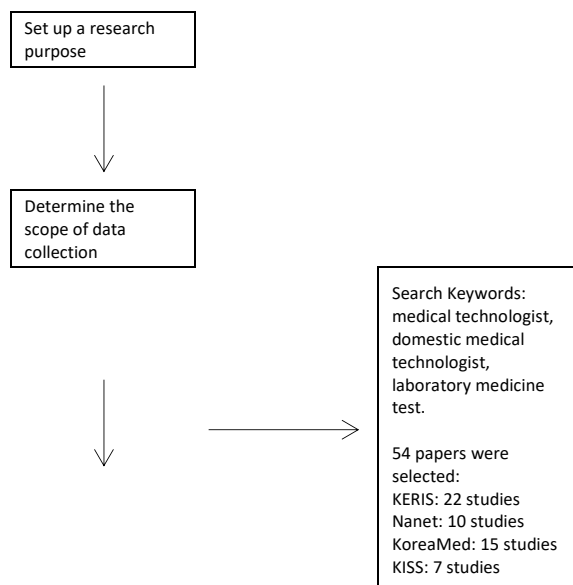 Set up a research
purpose
Determine the
scope of data
collection
Search Keywords:
medical technologist,
domestic medical
technologist,
laboratory medicine
test.
54 papers were
selected:
KERIS: 22 studies
Nanet: 10 studies
KoreaMed: 15 studies
KISS: 7 studies